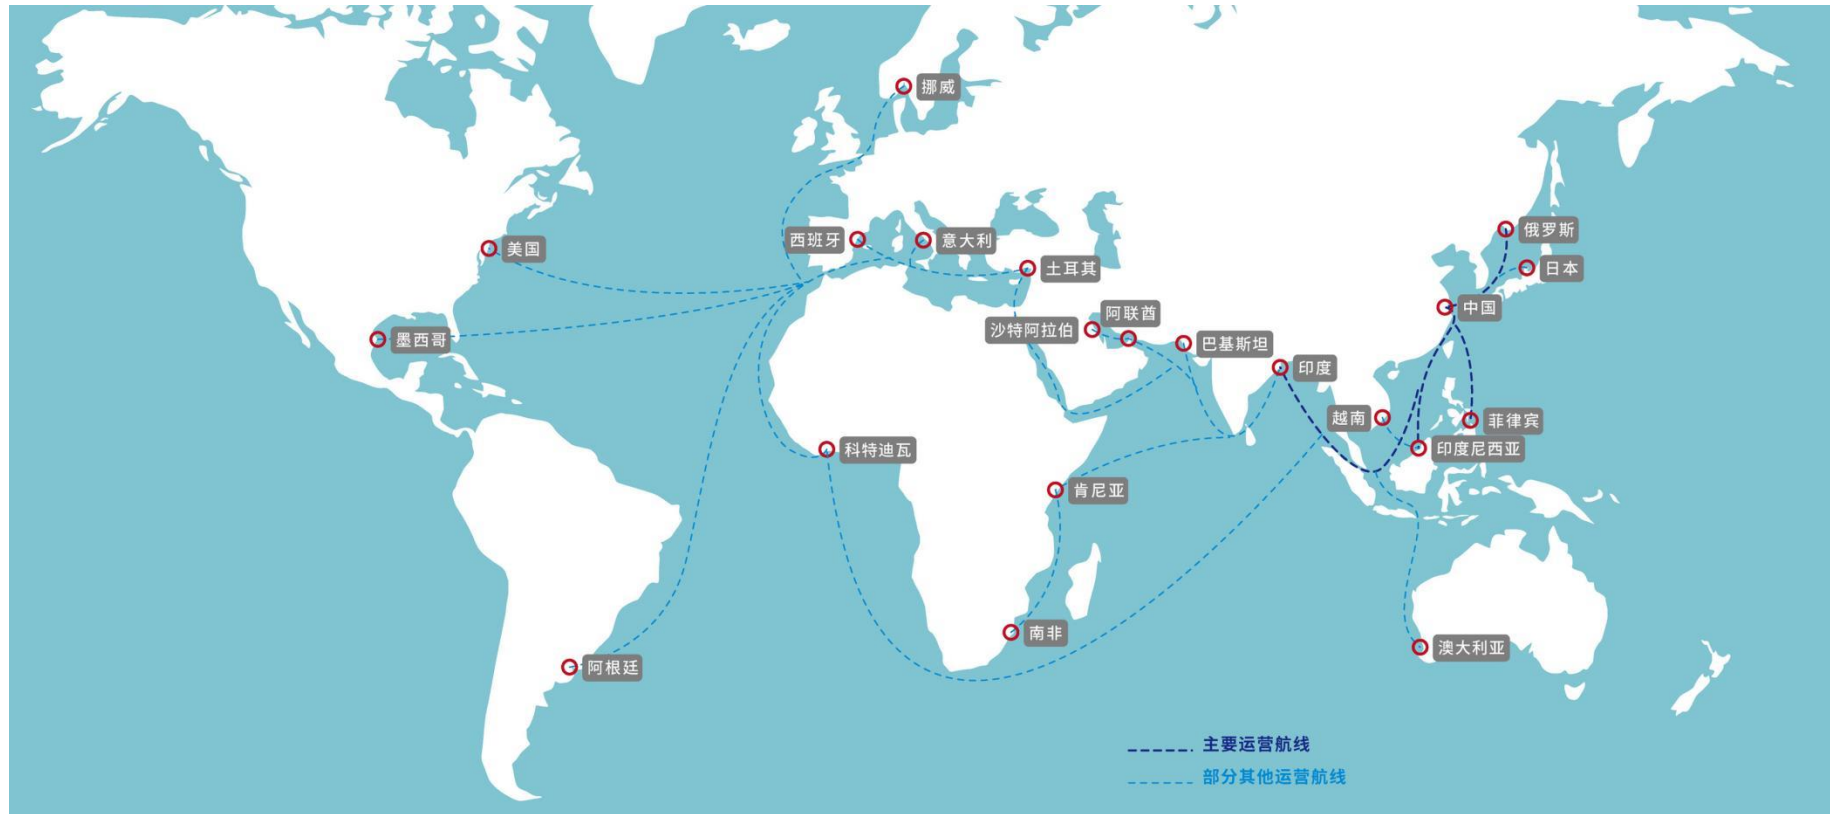 挪威
俄罗斯
西班牙
意大利
美国
土耳其
日本
中国
阿联酋
沙特阿拉伯
墨西哥
巴基斯坦
印度
越南
菲律宾
科特迪瓦
印度尼西亚
肯尼亚
南非
澳大利亚
阿根廷
主要运营航线
部分其他运营航线